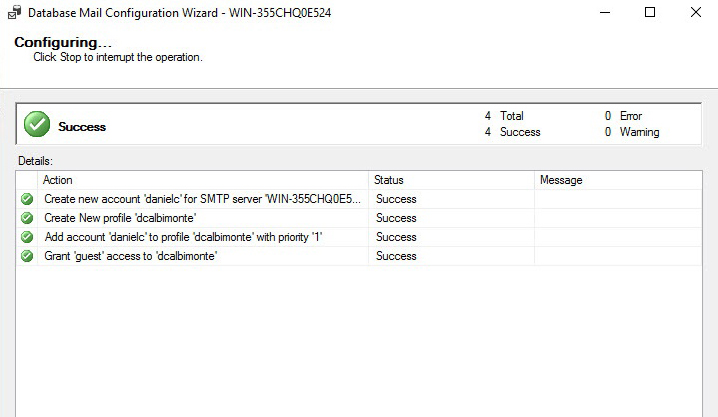 Database Mail Configuration Wizard - WIN-355CHQ0E524
Configuring...
Click Stop to interrupt the operation.
Success
4 Total 0 Error
4 Success 0 Warning
Details:
Action Status Message
Create new account 'danielc' for SMTP server 'WIN-355CHQ0E5... Success
Create New profile 'dcalbimonte' Success
Add account 'danielc' to profile 'dcalbimonte' with priority '1' Success
Grant 'guest' access to 'dcalbimonte' Success